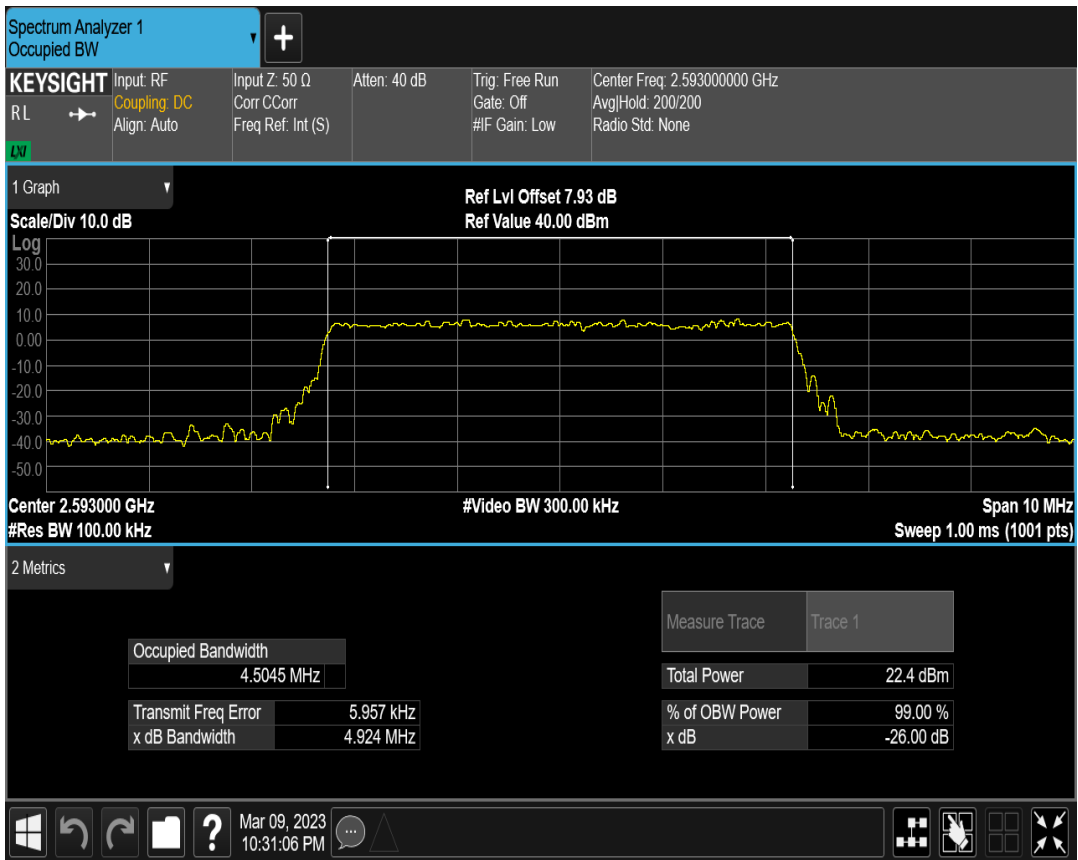 Spectrum Analyzer 1
Occupied BW
+
KEYSIGHT
RL
LXI
Input: RF
Coupling: DC
Align: Auto
Input Z: 50 Ω
Corr CCorr
Freq Ref: Int (S)
Atten: 40 dB
Trig: Free Run
Gate: Off
#IF Gain: Low
Center Freq: 2.593000000 GHz
Avg|Hold: 200/200
Radio Std: None
1 Graph
Scale/Div 10.0 dB
Ref Lvl Offset 7.93 dB
Ref Value 40.00 dBm
Log
30.0
20.0
10.0
0.00
-10.0
-20.0
-30.0
-40.0
-50.0
Center 2.593000 GHz
#Res BW 100.00 kHz
#Video BW 300.00 kHz
Span 10 MHz
Sweep 1.00 ms (1001 pts)
2 Metrics
Occupied Bandwidth
4.5045 MHz
Transmit Freq Error 5.957 kHz
x dB Bandwidth 4.924 MHz
Measure Trace Trace 1
Total Power 22.4 dBm
% of OBW Power 99.00 %
x dB -26.00 dB
?
Mar 09, 2023
10:31:06 PM